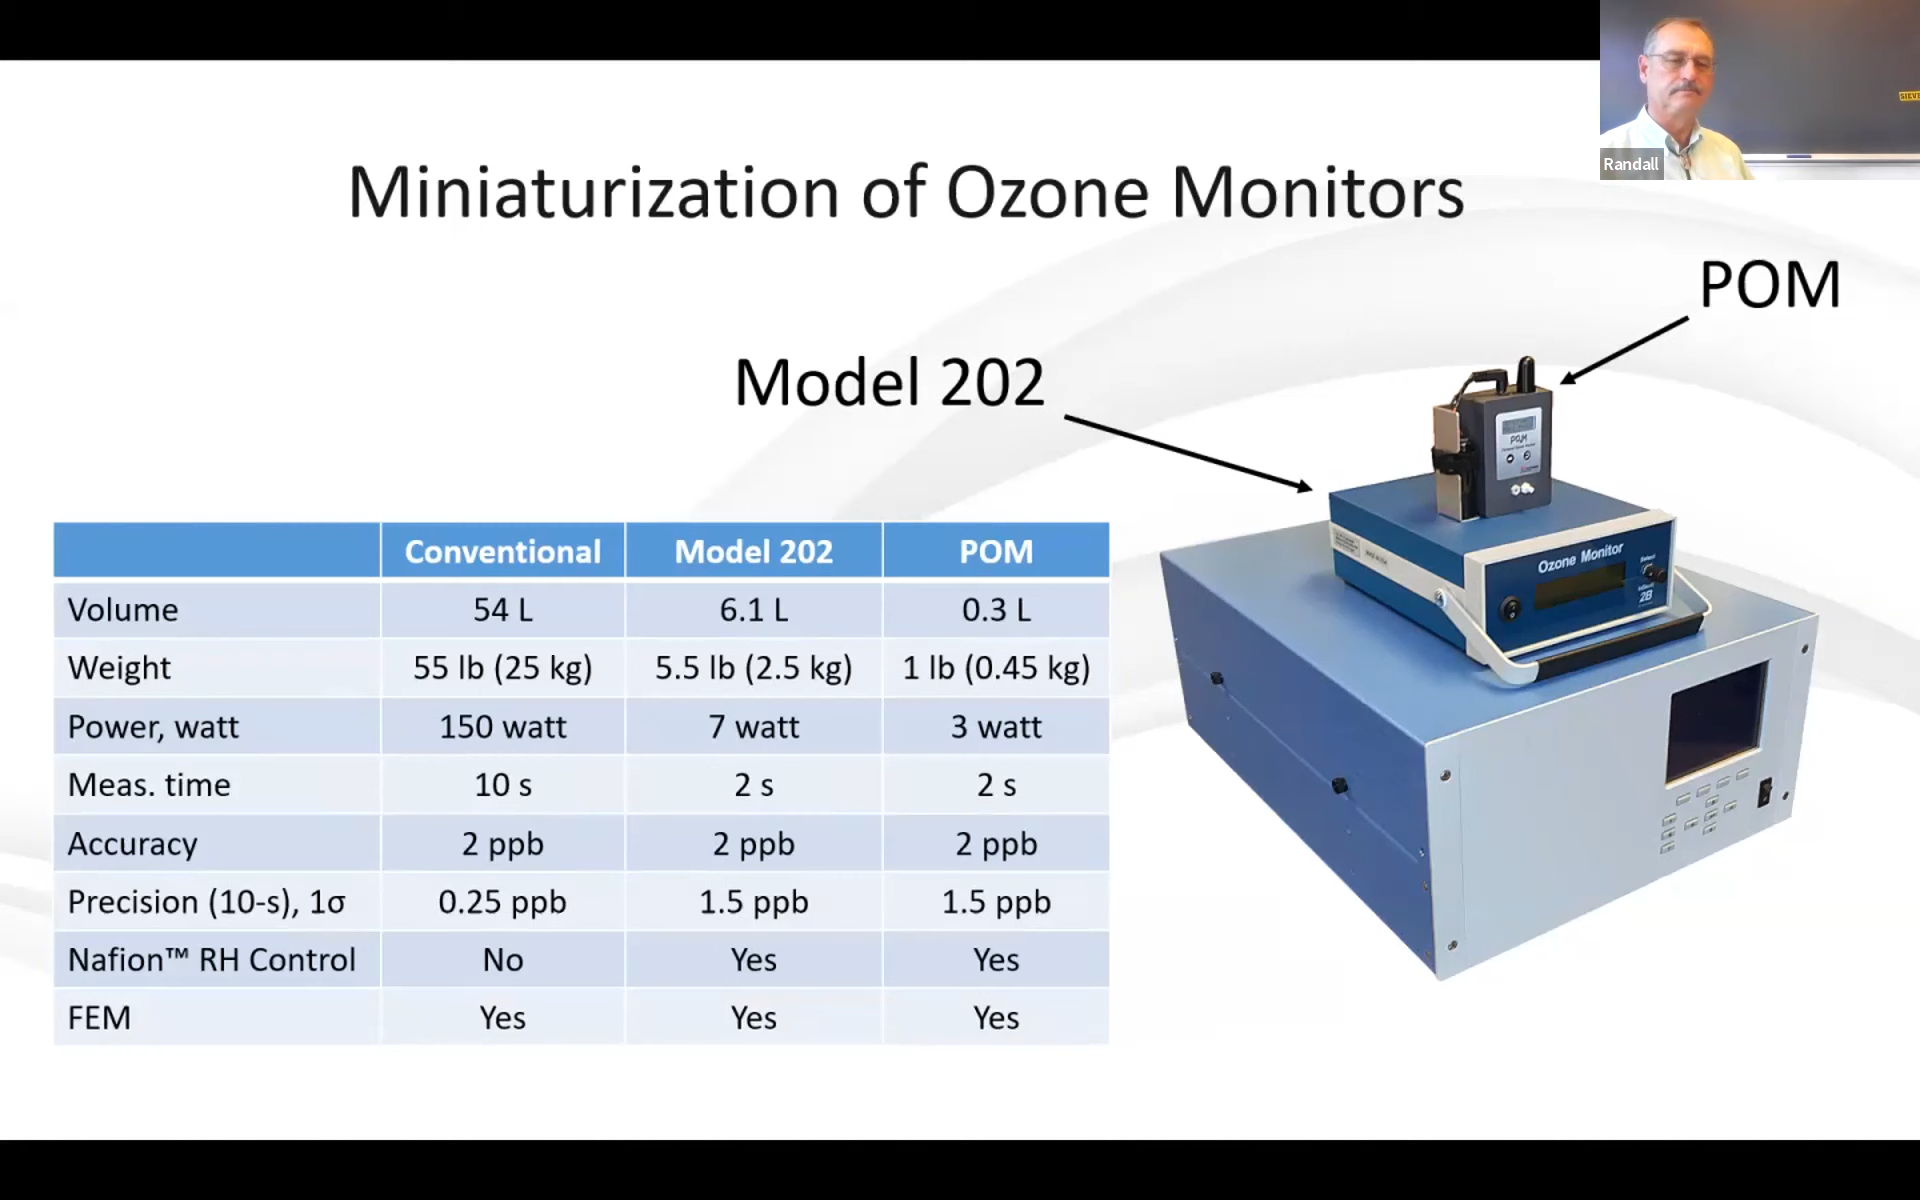 SIEVE
Randall
Miniaturization of Ozone Monitors
POM
Model 202
POM
Ozone Monitor
Select
2B
Conventional Model 202 POM
Volume 54 L 6.1 L 0.3 L
Weight 55 lb (25 kg) 5.5 lb (2.5 kg) 1 lb (0.45 kg)
Power, watt 150 watt 7 watt 3 watt
Meas. time 10 s 2 s 2 s
Accuracy 2 ppb 2 ppb 2 ppb
Precision (10-s), 1σ 0.25 ppb 1.5 ppb 1.5 ppb
Nafion™ RH Control No Yes Yes
FEM Yes Yes Yes